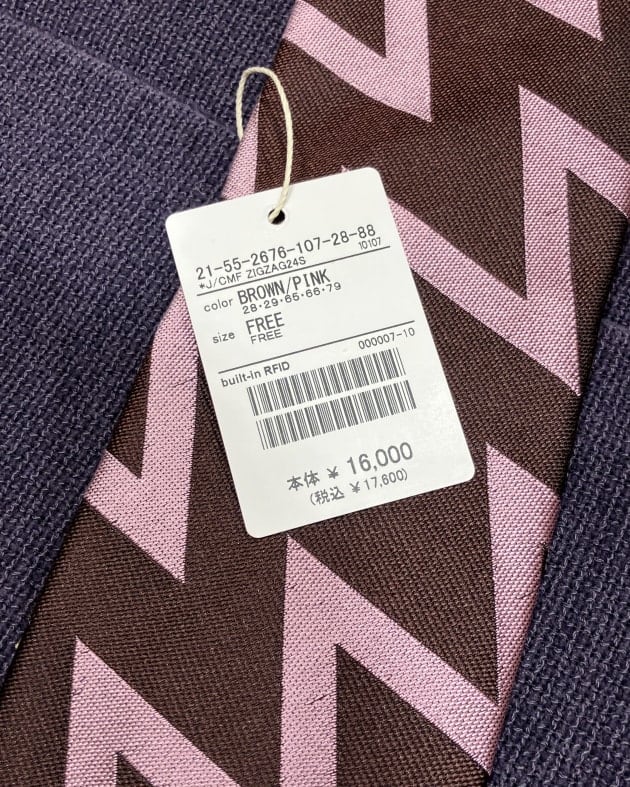 21-55-2676-107-28-88
*J/CMF ZIGZAG24S 10107
color BROWN/PINK
28・29・65・66・79
size FREE
FREE
000007-10
built-in RFID
本体 ¥ 16,000
(税込 ¥17,600)